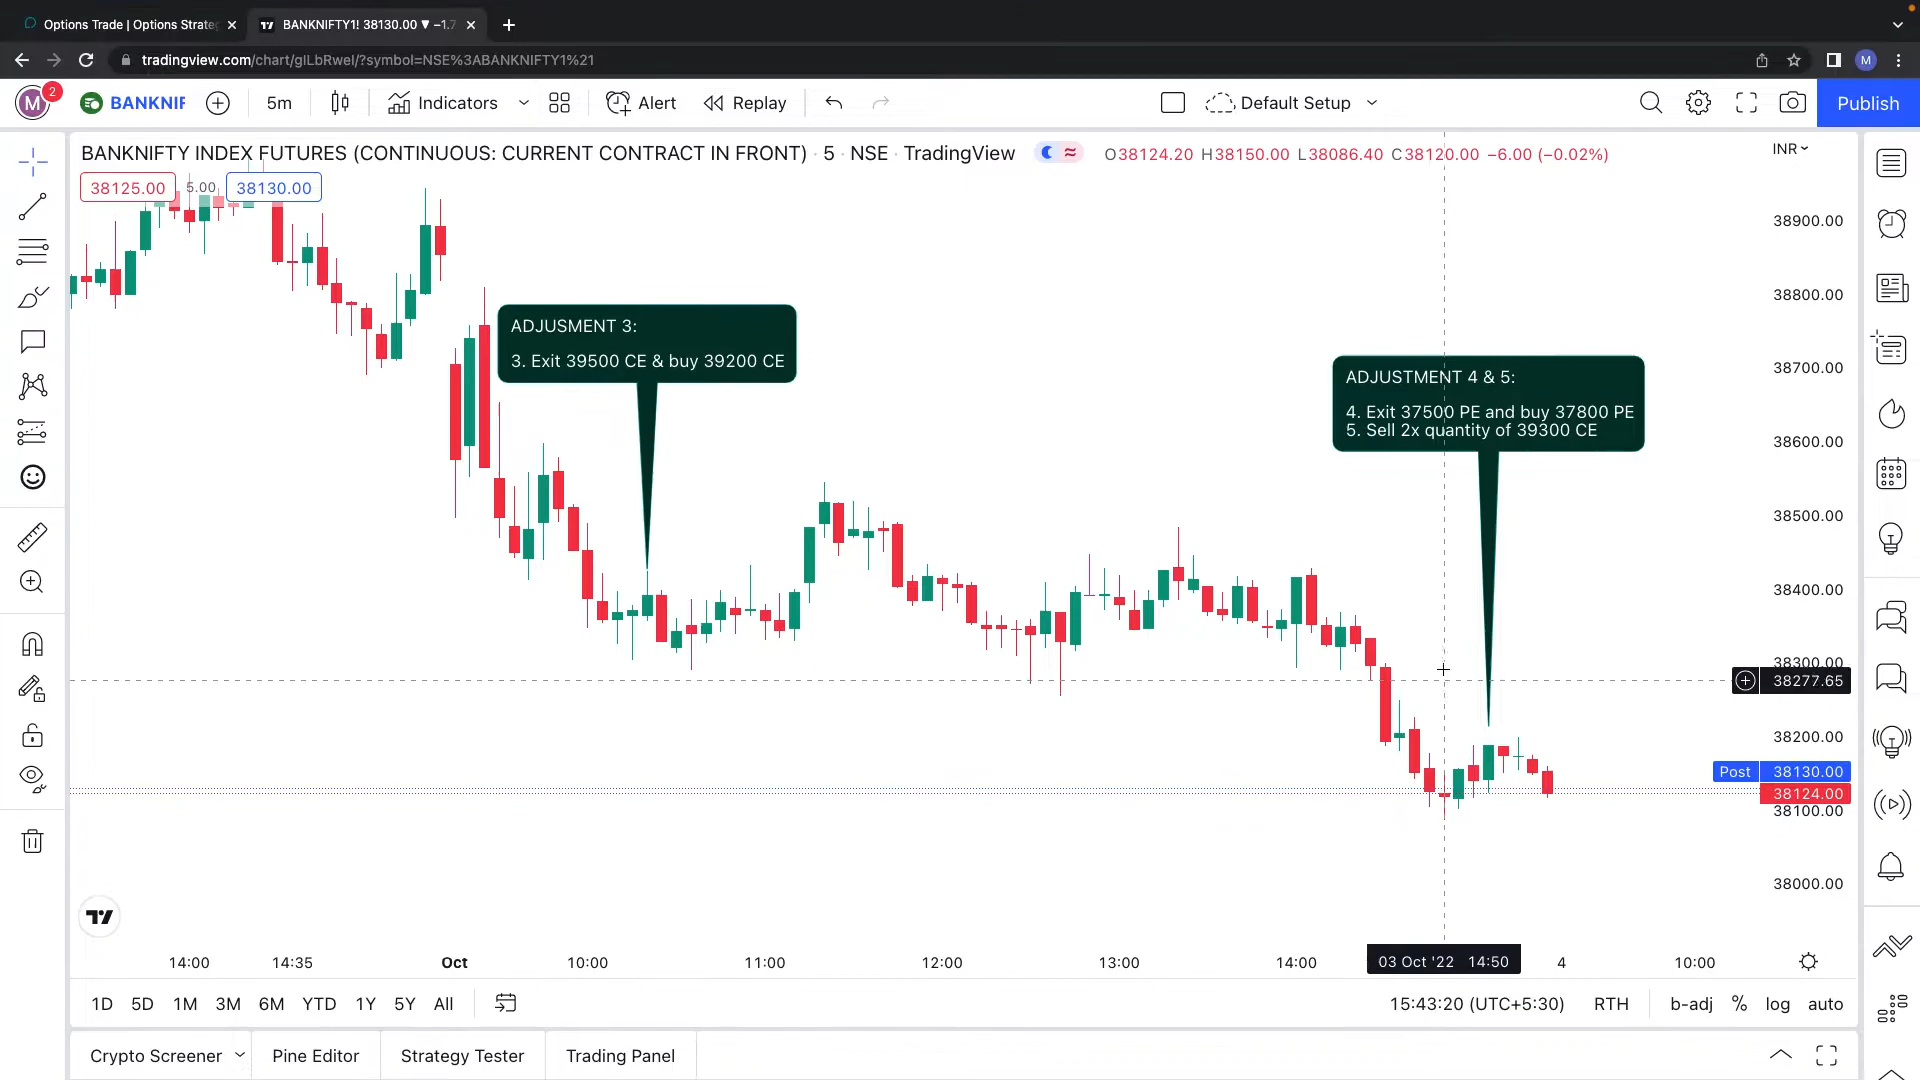 Options Trade | Options Strate
BANKNIFTY1! 38130.00 ▼ −1.7
tradingview.com/chart/glLbRwel/?symbol=NSE%3ABANKNIFTY1%21
M
M
2
BANKNIF
5m
Indicators
Alert
Replay
Default Setup
Publish
BANKNIFTY INDEX FUTURES (CONTINUOUS: CURRENT CONTRACT IN FRONT) · 5 · NSE · TradingView
O38124.20 H38150.00 L38086.40 C38120.00 −6.00 (−0.02%)
INR
38125.00
5.00
38130.00
38900.00
38800.00
38700.00
38600.00
38500.00
38400.00
38300.00
38277.65
38200.00
Post 38130.00
38124.00
38100.00
38000.00
ADJUSMENT 3:
3. Exit 39500 CE & buy 39200 CE
ADJUSTMENT 4 & 5:
4. Exit 37500 PE and buy 37800 PE
5. Sell 2x quantity of 39300 CE
14:00 14:35 Oct 10:00 11:00 12:00 13:00 14:00 03 Oct '22 14:50 4 10:00
1D 5D 1M 3M 6M YTD 1Y 5Y All
15:43:20 (UTC+5:30) RTH b-adj % log auto
Crypto Screener Pine Editor Strategy Tester Trading Panel